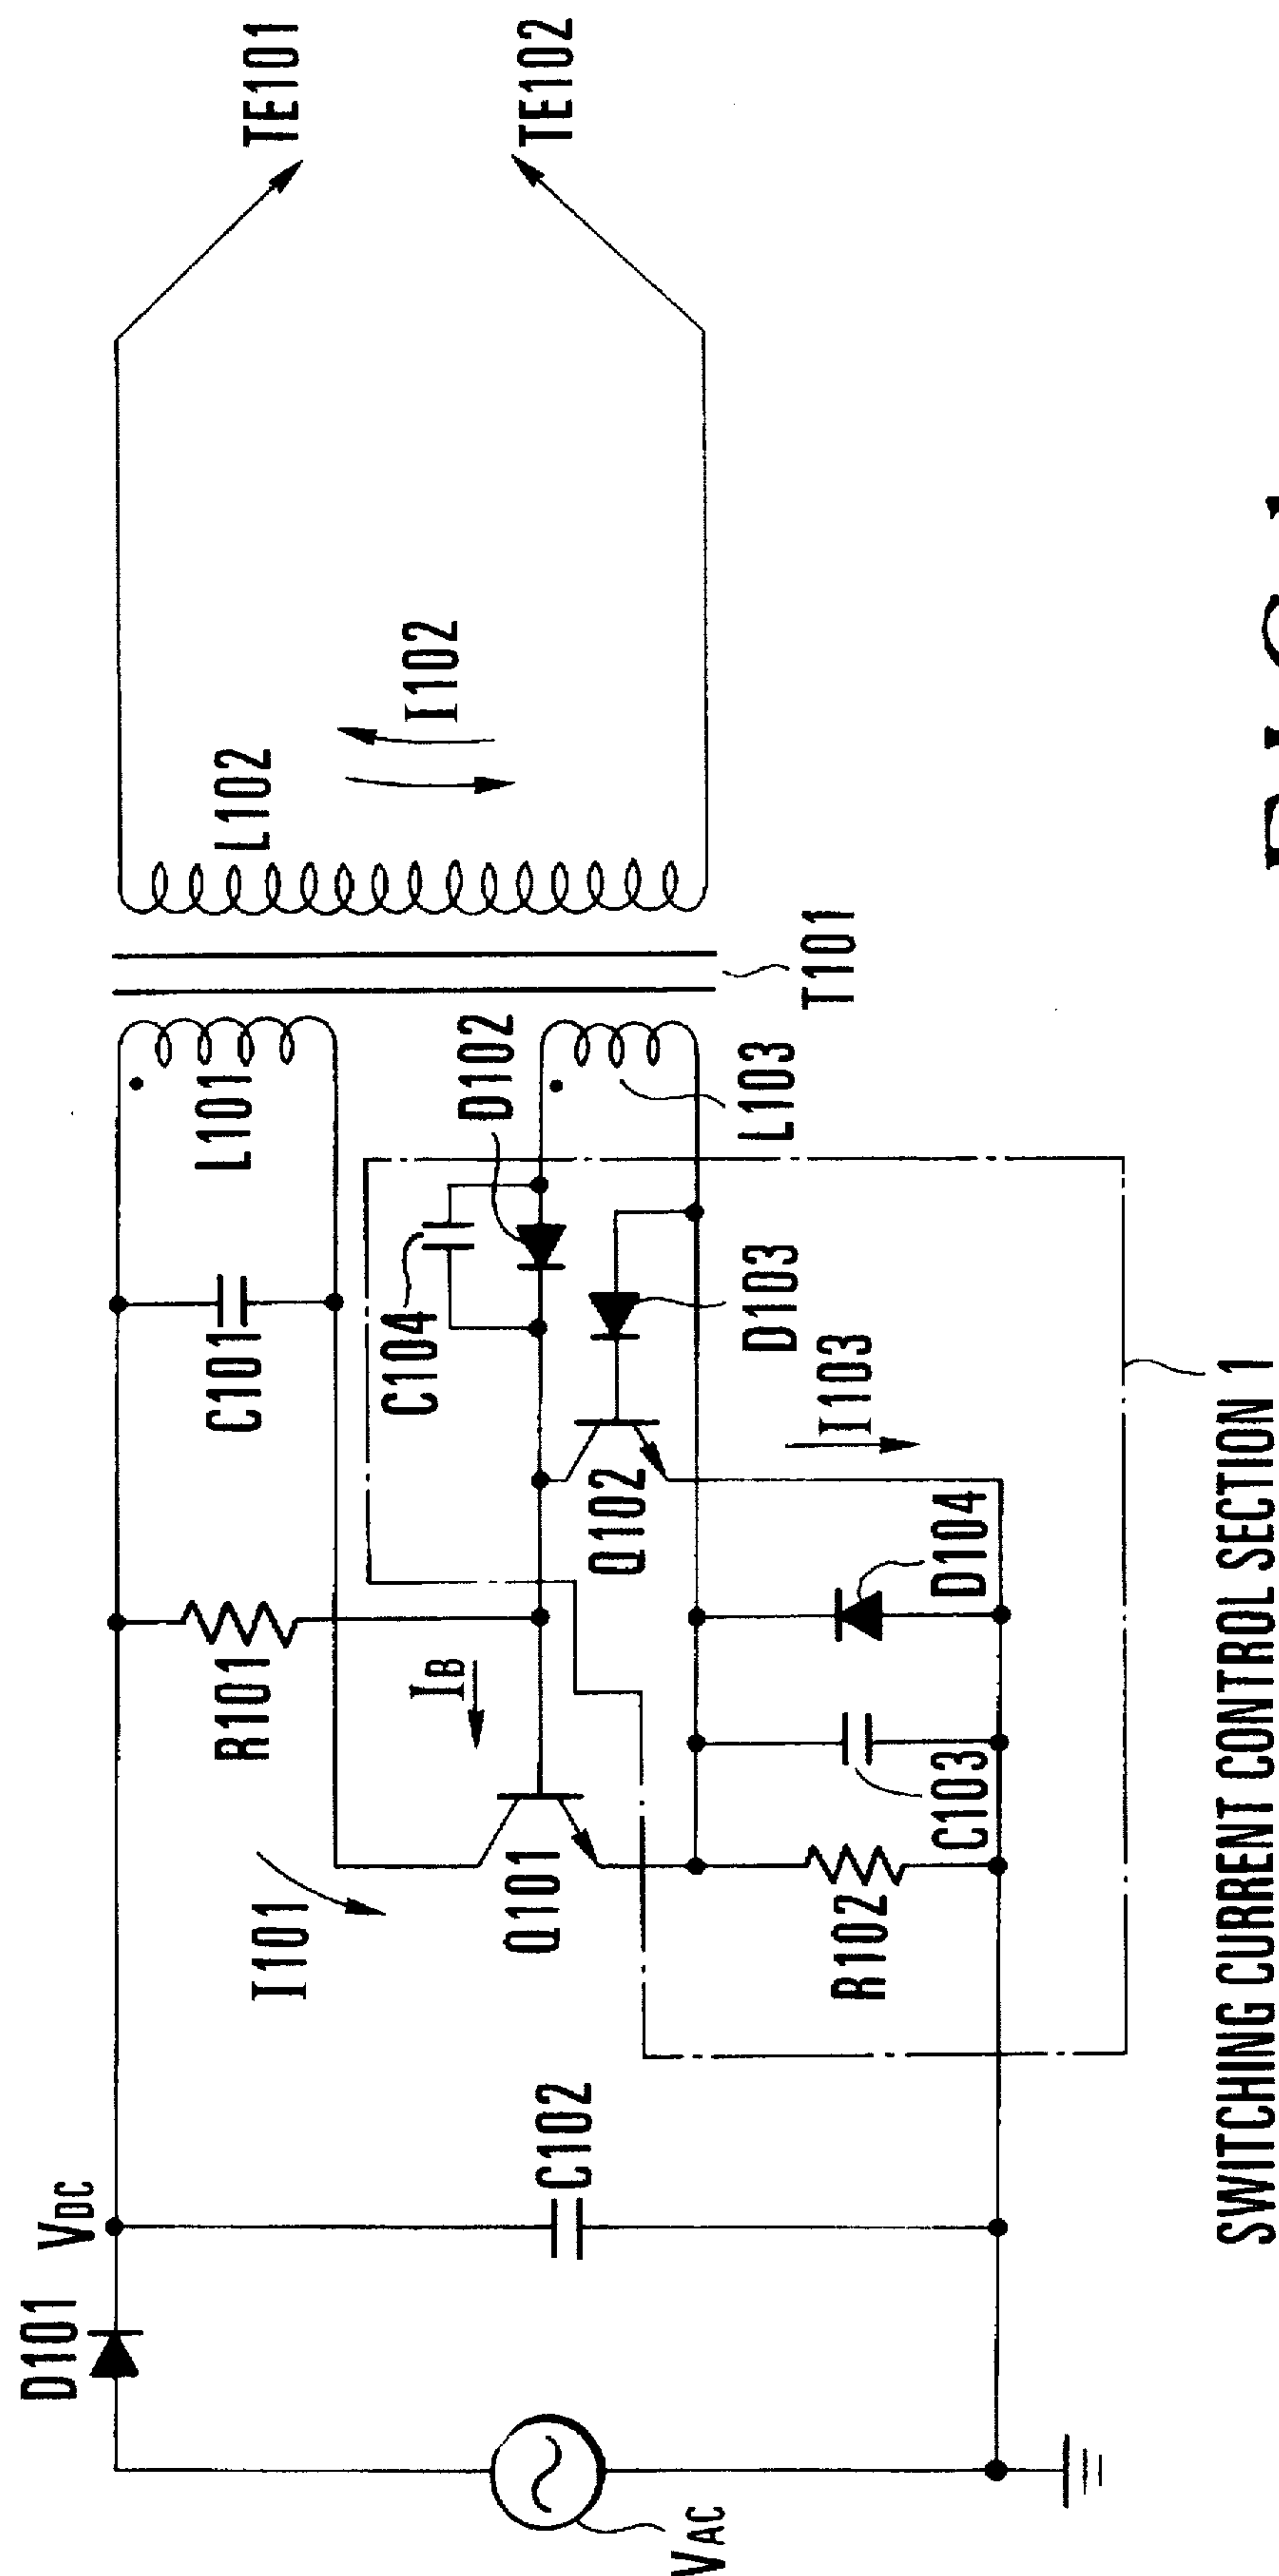 D101
VDC
VAC
C102
I101
R101
IB
Q101
R102
C103
D104
Q102
I103
C101
C104
L101
D102
D103
L103
T101
L102
I102
TE101
TE102
SWITCHING CURRENT CONTROL SECTION 1